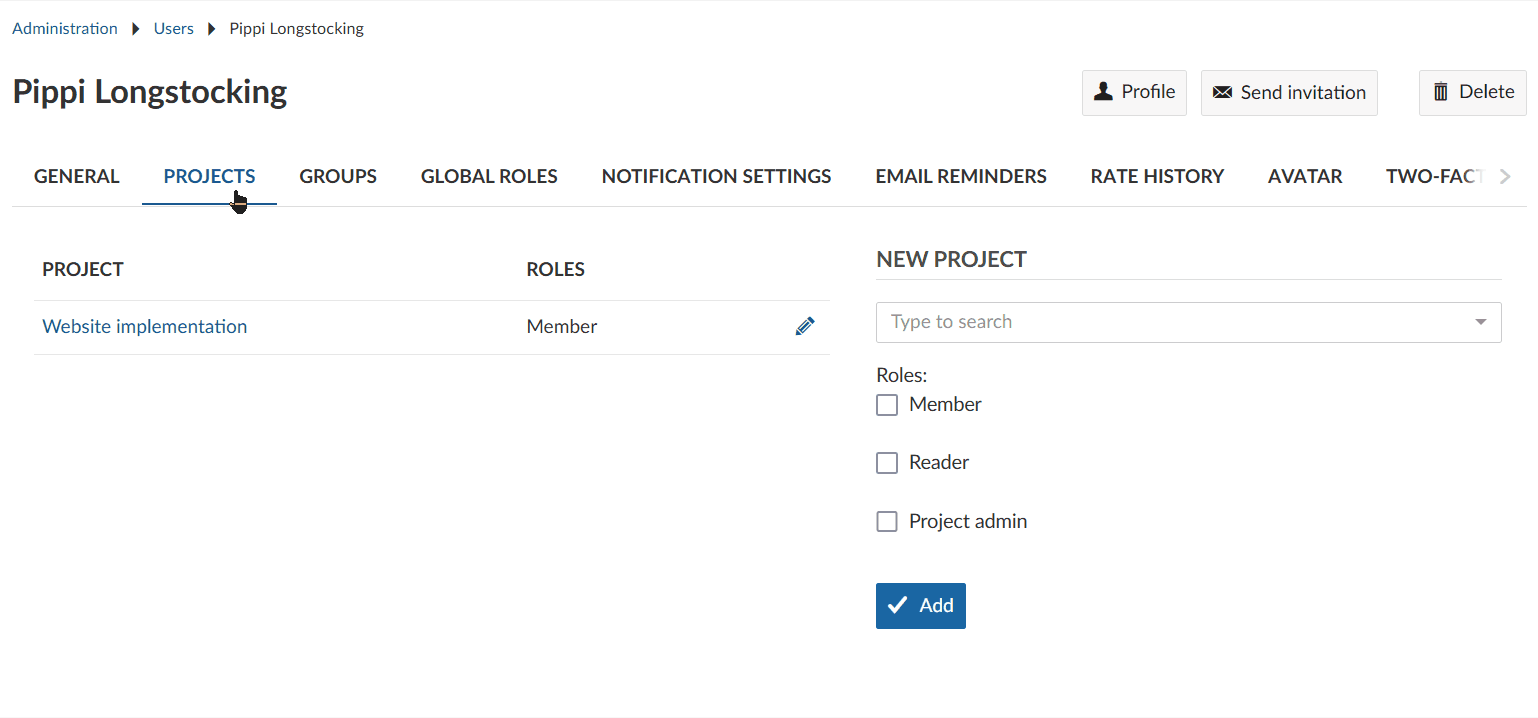 Administration Users Pippi Longstocking
Pippi Longstocking
Profile Send invitation Delete
GENERAL PROJECTS GROUPS GLOBAL ROLES NOTIFICATION SETTINGS EMAIL REMINDERS RATE HISTORY AVATAR TWO-FACT
PROJECT ROLES
Website implementation Member
NEW PROJECT
Type to search
Roles:
Member
Reader
Project admin
Add